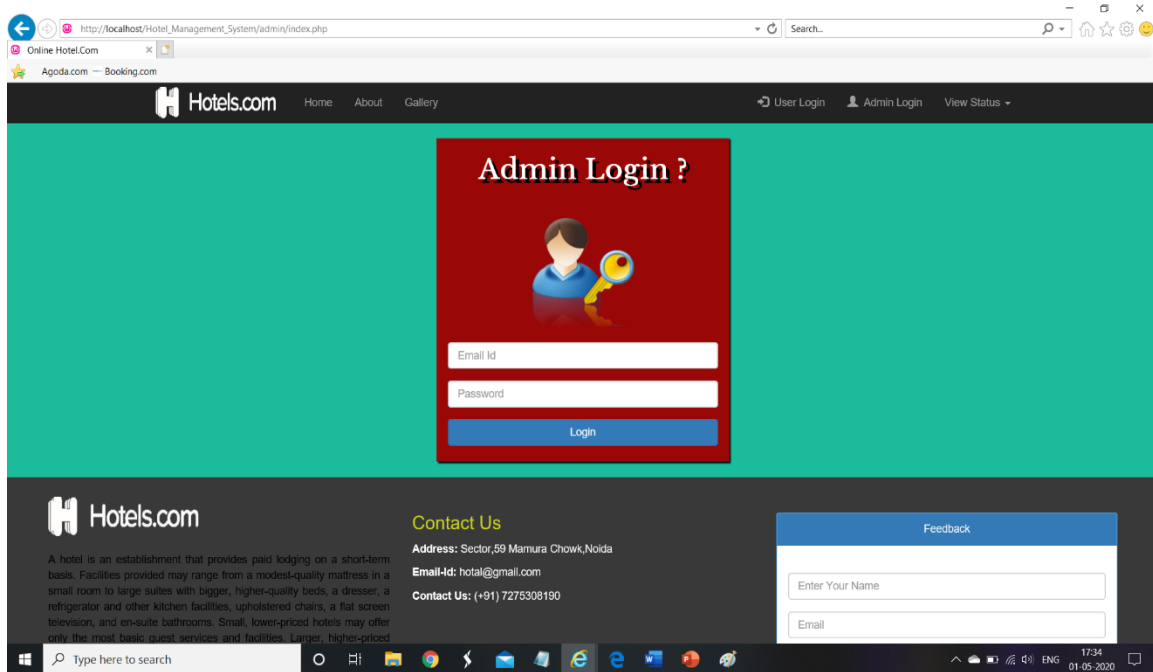 http://localhost/Hotel_Management_System/admin/index.php
Search...
Online Hotel.Com
Agoda.com — Booking.com
Hotels.com
Home
About
Gallery
User Login
Admin Login
View Status
Admin Login ?
Email Id
Password
Login
Hotels.com
A hotel is an establishment that provides paid lodging on a short-term
basis. Facilities provided may range from a modest-quality mattress in a
small room to large suites with bigger, higher-quality beds, a dresser, a
refrigerator and other kitchen facilities, upholstered chairs, a flat screen
television, and en-suite bathrooms. Small, lower-priced hotels may offer
only the most basic guest services and facilities. Larger, higher-priced
Contact Us
Address: Sector,59 Mamura Chowk,Noida
Email-Id: hotal@gmail.com
Contact Us: (+91) 7275308190
Feedback
Enter Your Name
Email
Type here to search
ENG
17:34
01-05-2020